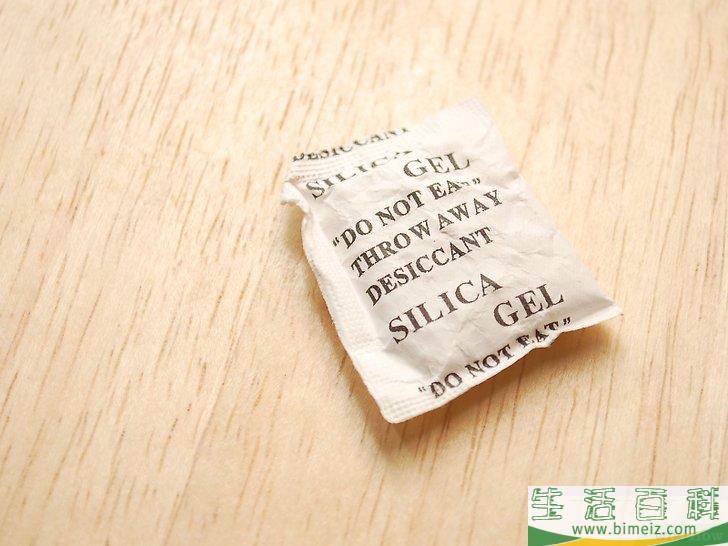 DESICCANT
SILICA GEL
"DO NOT EAT"
THROW AWAY
DESICCANT
SILICA GEL
"DO NOT EAT"
生活百科
www.bimeiz.com